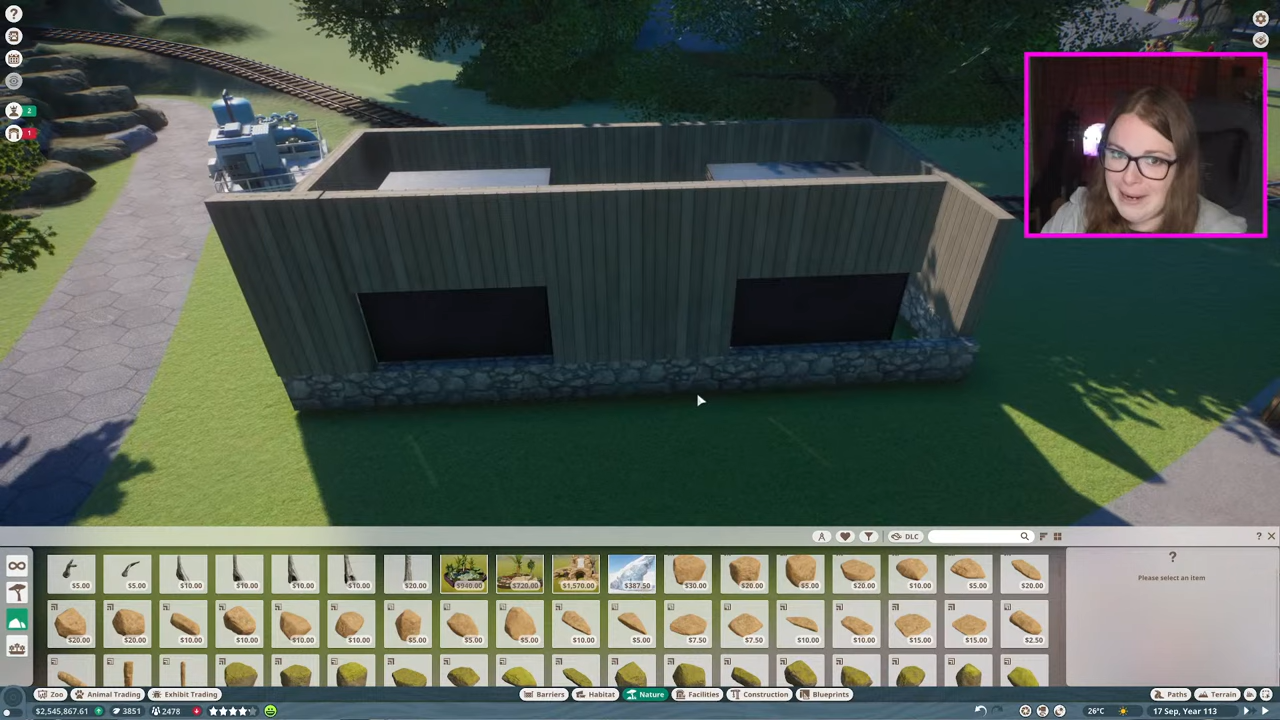 ?
2
1
DLC
?
$5.00 $5.00 $10.00 $10.00 $10.00 $10.00 $20.00 $940.00 $720.00 $1,570.00 $387.50 $30.00 $20.00 $5.00 $20.00 $10.00 $5.00 $20.00
?
Please select an item
$20.00 $20.00 $10.00 $10.00 $10.00 $10.00 $5.00 $5.00 $5.00 $10.00 $5.00 $7.50 $7.50 $10.00 $10.00 $15.00 $15.00 $2.50
Zoo Animal Trading Exhibit Trading Barriers Habitat Nature Facilities Construction Blueprints Paths Terrain
$2,545,867.61 3851 2478 26°C 17 Sep, Year 113